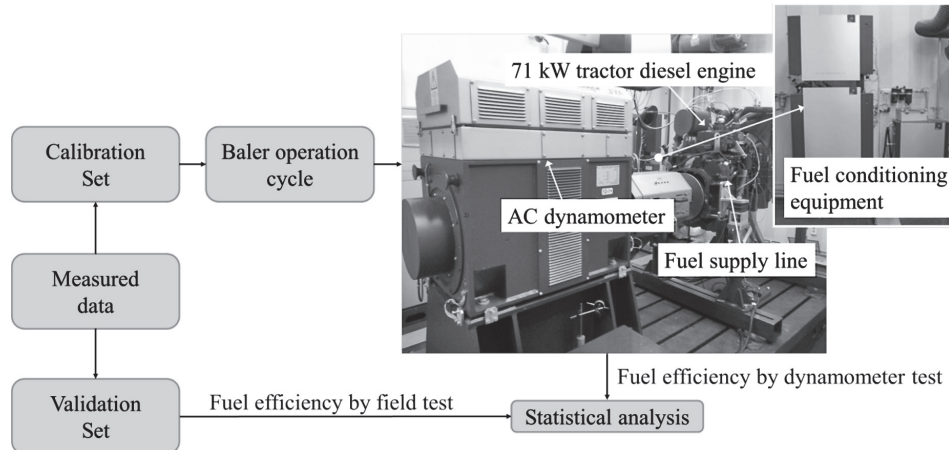 71 kW tractor diesel engine
Calibration
Set
Baler operation
cycle
Fuel conditioning
equipment
AC dynamometer
Fuel supply line
Measured
data
Fuel efficiency by dynamometer test
Validation
Set
Fuel efficiency by field test
Statistical analysis